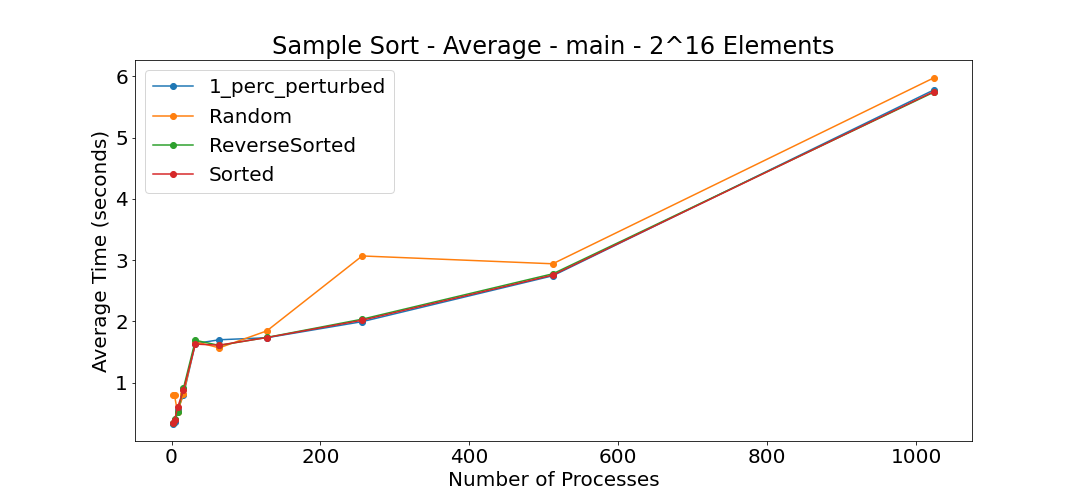 Sample Sort - Average - main - 2^16 Elements
1_perc_perturbed
Random
ReverseSorted
Sorted
Average Time (seconds)
6
5
4
3
2
1
0 200 400 600 800 1000
Number of Processes